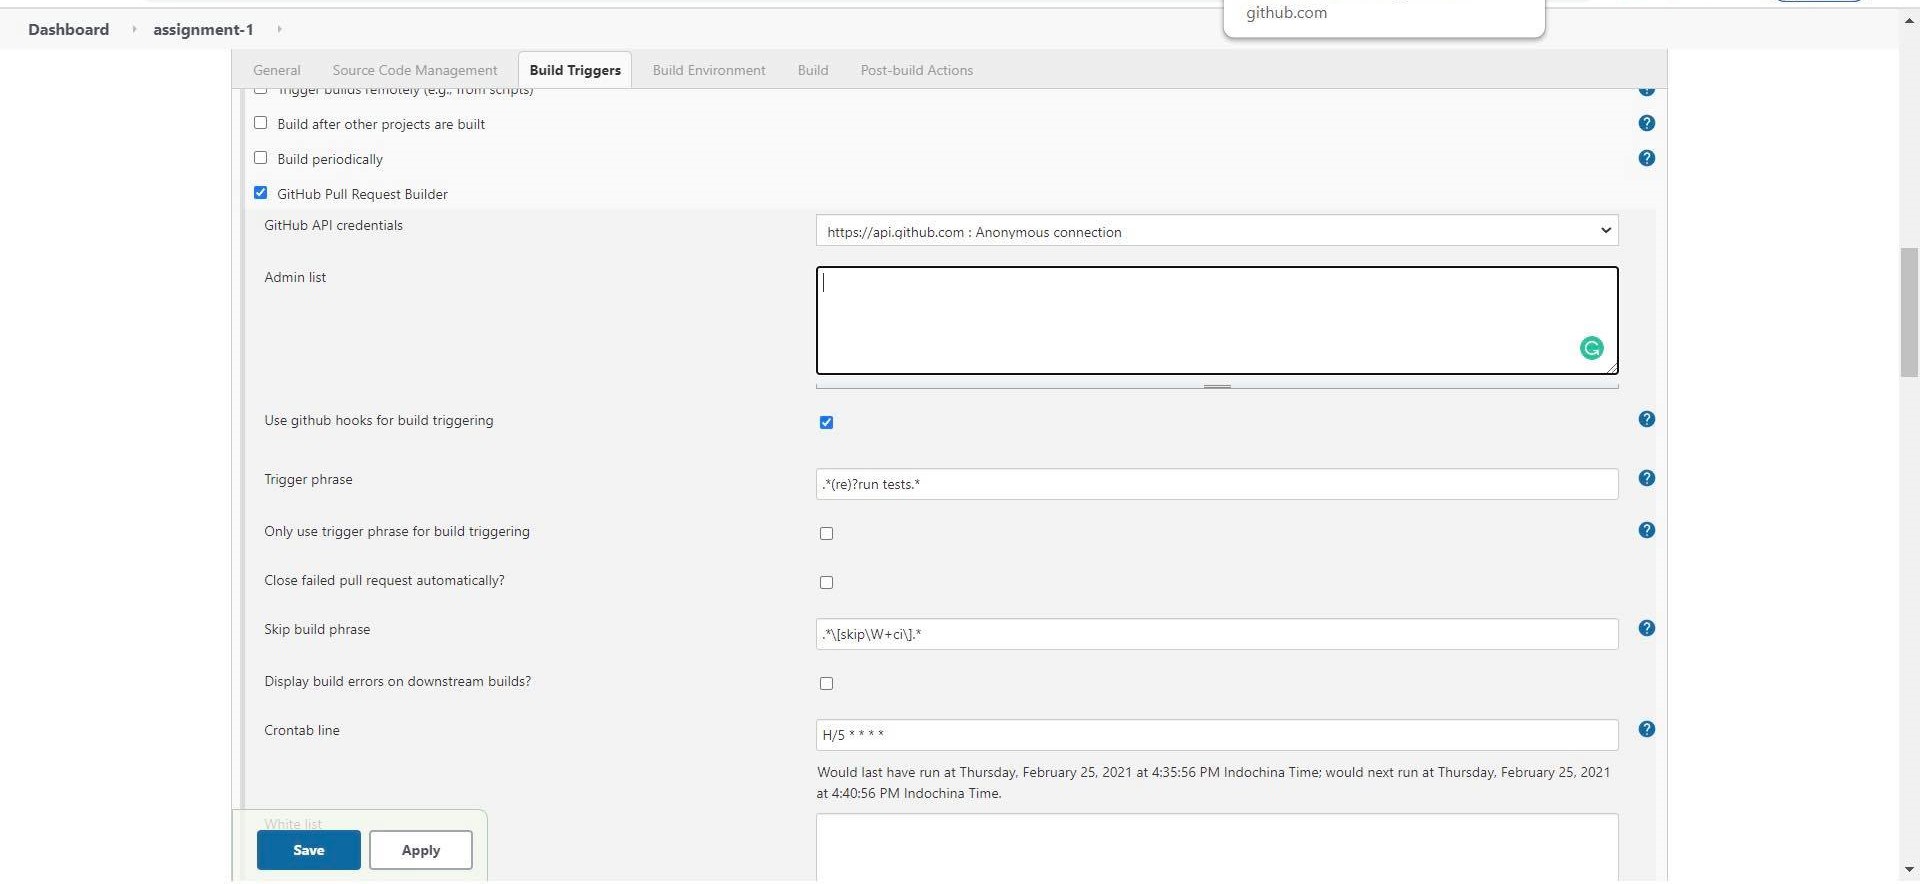 github.com
Dashboard
assignment-1
General
Source Code Management
Build Triggers
Build Environment
Build
Post-build Actions
Trigger builds remotely (e.g., from scripts)
Build after other projects are built
Build periodically
GitHub Pull Request Builder
GitHub API credentials
https://api.github.com : Anonymous connection
Admin list
Use github hooks for build triggering
Trigger phrase
.*(re)?run tests.*
Only use trigger phrase for build triggering
Close failed pull request automatically?
Skip build phrase
.*\[skip\W+ci\].*
Display build errors on downstream builds?
Crontab line
H/5 * * * *
Would last have run at Thursday, February 25, 2021 at 4:35:56 PM Indochina Time; would next run at Thursday, February 25, 2021
at 4:40:56 PM Indochina Time.
White list
Save
Apply